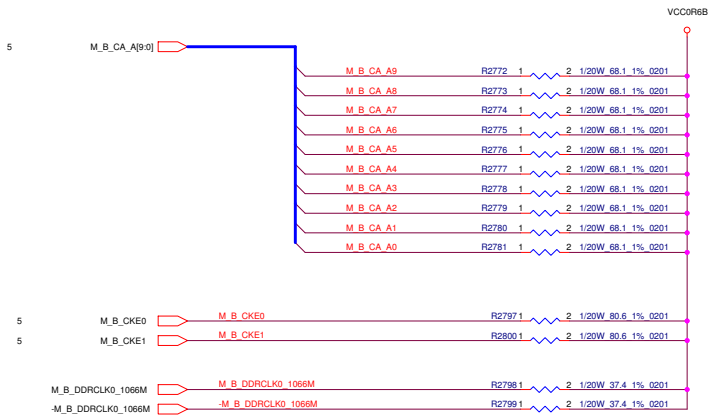 VCC0R6B
5 M_B_CA_A[9:0]
M_B_CA_A9 R2772 1 2 1/20W_68.1_1%_0201
M_B_CA_A8 R2773 1 2 1/20W_68.1_1%_0201
M_B_CA_A7 R2774 1 2 1/20W_68.1_1%_0201
M_B_CA_A6 R2775 1 2 1/20W_68.1_1%_0201
M_B_CA_A5 R2776 1 2 1/20W_68.1_1%_0201
M_B_CA_A4 R2777 1 2 1/20W_68.1_1%_0201
M_B_CA_A3 R2778 1 2 1/20W_68.1_1%_0201
M_B_CA_A2 R2779 1 2 1/20W_68.1_1%_0201
M_B_CA_A1 R2780 1 2 1/20W_68.1_1%_0201
M_B_CA_A0 R2781 1 2 1/20W_68.1_1%_0201
5 M_B_CKE0 M_B_CKE0 R2797 1 2 1/20W_80.6_1%_0201
5 M_B_CKE1 M_B_CKE1 R2800 1 2 1/20W_80.6_1%_0201
M_B_DDRCLK0_1066M M_B_DDRCLK0_1066M R2798 1 2 1/20W_37.4_1%_0201
-M_B_DDRCLK0_1066M -M_B_DDRCLK0_1066M R2799 1 2 1/20W_37.4_1%_0201